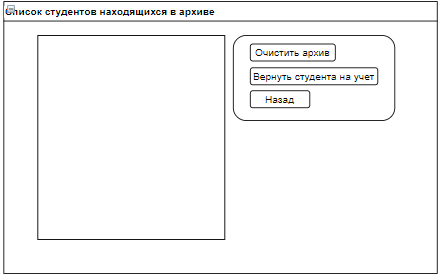 Список студентов находящихся в архиве
Очистить архив
Вернуть студента на учет
Назад